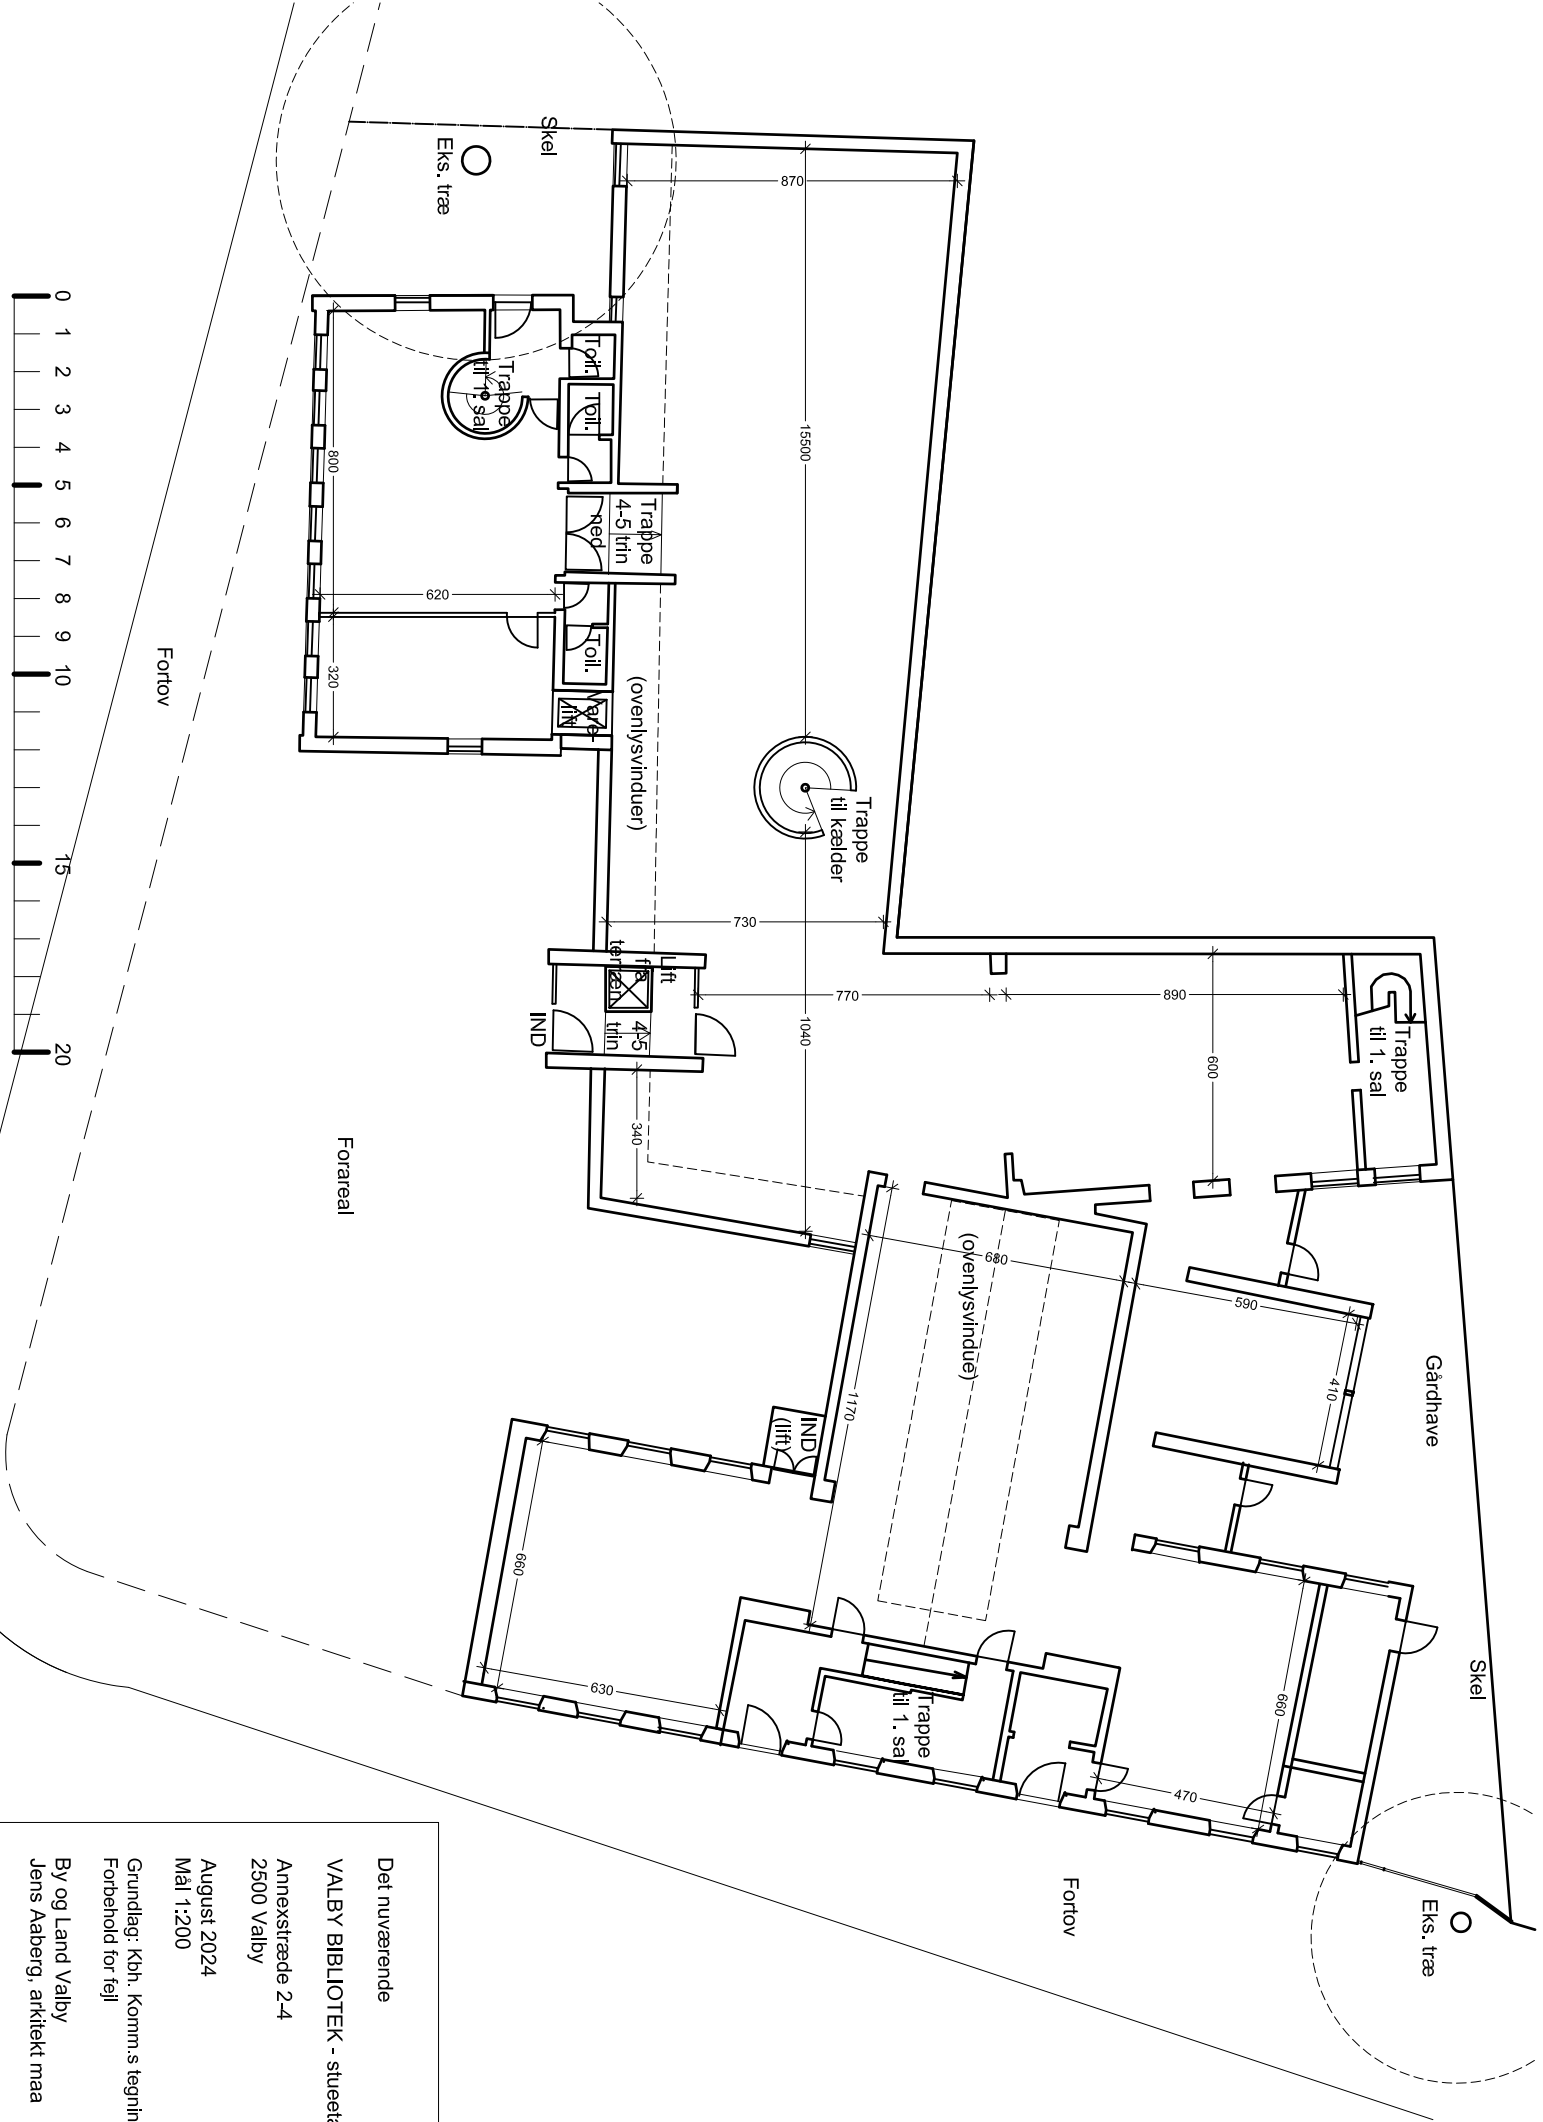 Skel
Eks. træ
870
15500
Toil.
Toil.
Trappe
til 1. sal
Trappe
4-5 trin
ned
800
620
320
Toil.
Vare-
lift
(ovenlysvinduer)
Trappe
til kælder
730
770
890
600
1040
Trappe
til 1. sal
Lift
fra
terræn
4-5
trin
IND
340
Fortov
Forareal
0
1
2
3
4
5
6
7
8
9
10
15
20
(ovenlysvindue)
680
590
410
1170
Gårdhave
IND
(lift)
660
630
Trappe
til 1. sal
660
470
Skel
Eks. træ
Fortov
Det nuværende
VALBY BIBLIOTEK - stueeta
Annexstræde 2-4
2500 Valby
August 2024
Mål 1:200
Grundlag: Kbh. Komm.s tegnin
Forbehold for fejl
By og Land Valby
Jens Aaberg, arkitekt maa